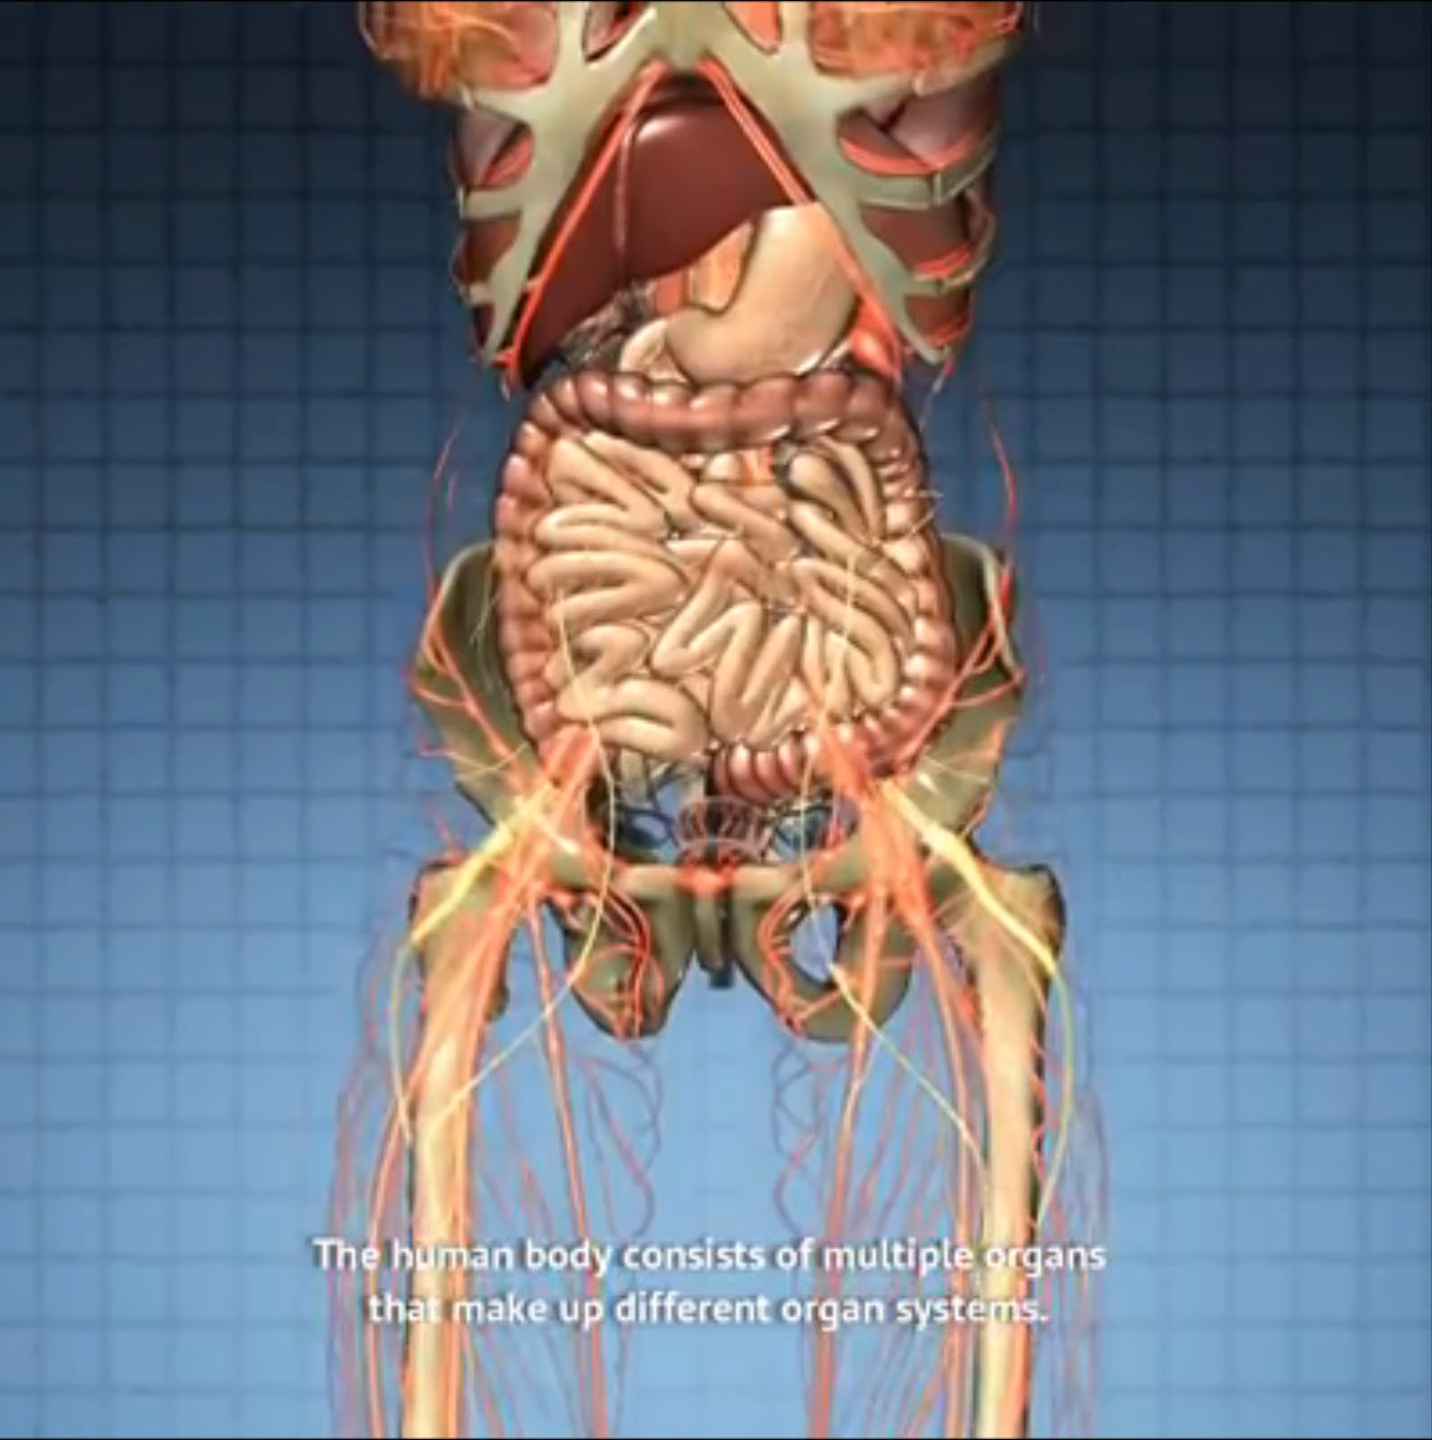 The human body consists of multiple organs
that make up different organ systems.